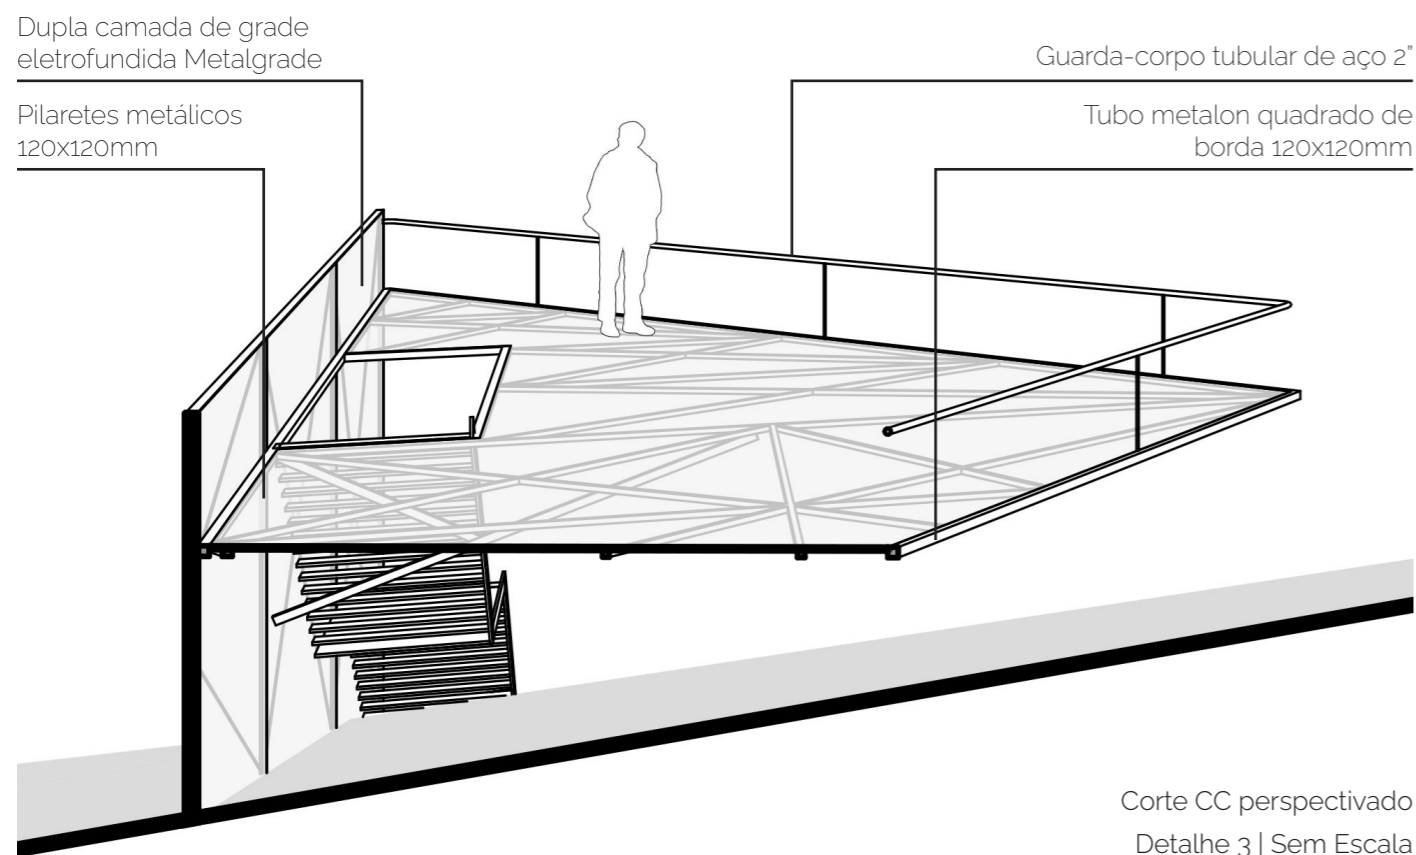 Dupla camada de grade
eletrofundida Metalgrade
Pilaretes metálicos
120x120mm
Guarda-corpo tubular de aço 2"
Tubo metalon quadrado de
borda 120x120mm
Corte CC perspectivado
Detalhe 3 | Sem Escala